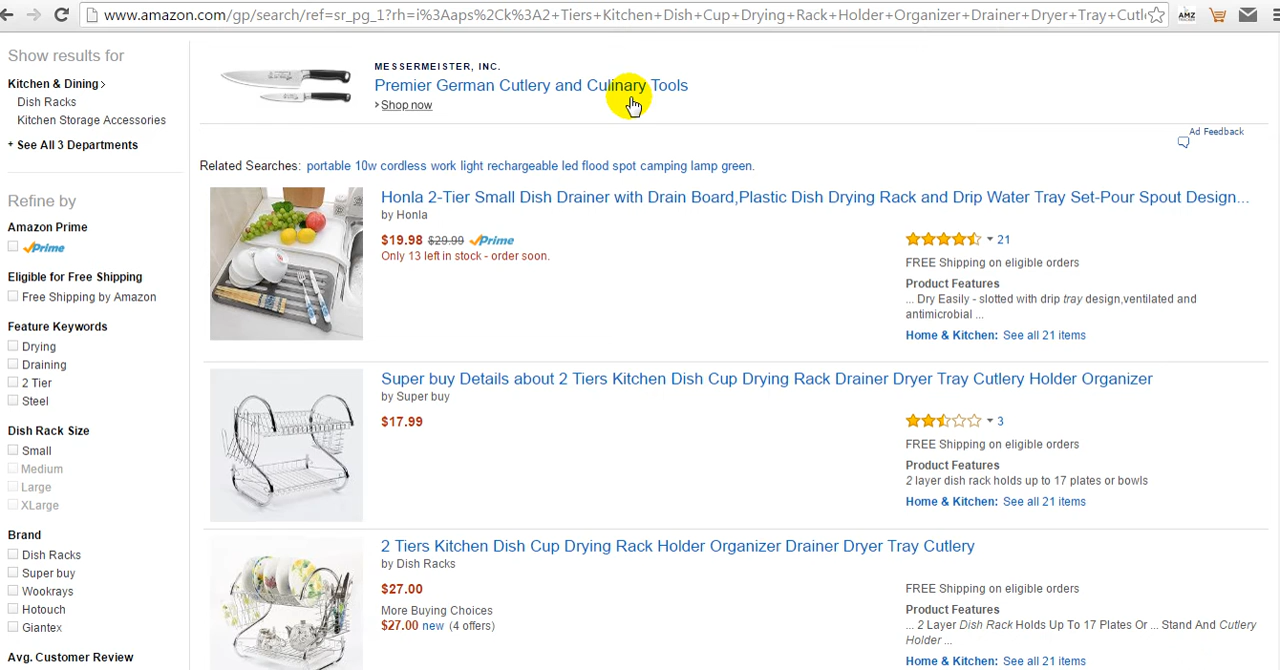 www.amazon.com/gp/search/ref=sr_pg_1?rh=i%3Aaps%2Ck%3A2+Tiers+Kitchen+Dish+Cup+Drying+Rack+Holder+Organizer+Drainer+Dryer+Tray+Cutl
AMZ
Show results for
Kitchen & Dining
Dish Racks
Kitchen Storage Accessories
+ See All 3 Departments
Refine by
Amazon Prime
Prime
Eligible for Free Shipping
Free Shipping by Amazon
Feature Keywords
Drying
Draining
2 Tier
Steel
Dish Rack Size
Small
Medium
Large
XLarge
Brand
Dish Racks
Super buy
Wookrays
Hotouch
Giantex
Avg. Customer Review
MESSERMEISTER, INC.
Premier German Cutlery and Culinary Tools
Shop now
Ad Feedback
Related Searches: portable 10w cordless work light rechargeable led flood spot camping lamp green.
Honla 2-Tier Small Dish Drainer with Drain Board,Plastic Dish Drying Rack and Drip Water Tray Set-Pour Spout Design...
by Honla
$19.98 $29.99 Prime
Only 13 left in stock - order soon.
21
FREE Shipping on eligible orders
Product Features
... Dry Easily - slotted with drip tray design,ventilated and
antimicrobial ...
Home & Kitchen: See all 21 items
Super buy Details about 2 Tiers Kitchen Dish Cup Drying Rack Drainer Dryer Tray Cutlery Holder Organizer
by Super buy
$17.99
3
FREE Shipping on eligible orders
Product Features
2 layer dish rack holds up to 17 plates or bowls
Home & Kitchen: See all 21 items
2 Tiers Kitchen Dish Cup Drying Rack Holder Organizer Drainer Dryer Tray Cutlery
by Dish Racks
$27.00
More Buying Choices
$27.00 new (4 offers)
FREE Shipping on eligible orders
Product Features
... 2 Layer Dish Rack Holds Up To 17 Plates Or ... Stand And Cutlery
Holder ...
Home & Kitchen: See all 21 items